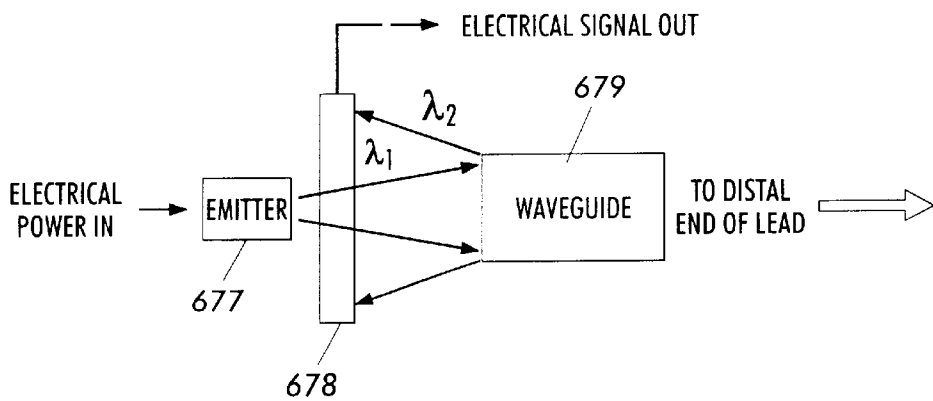 ELECTRICAL SIGNAL OUT
679
λ2
λ1
ELECTRICAL
POWER IN
EMITTER
WAVEGUIDE
TO DISTAL
END OF LEAD
677
678